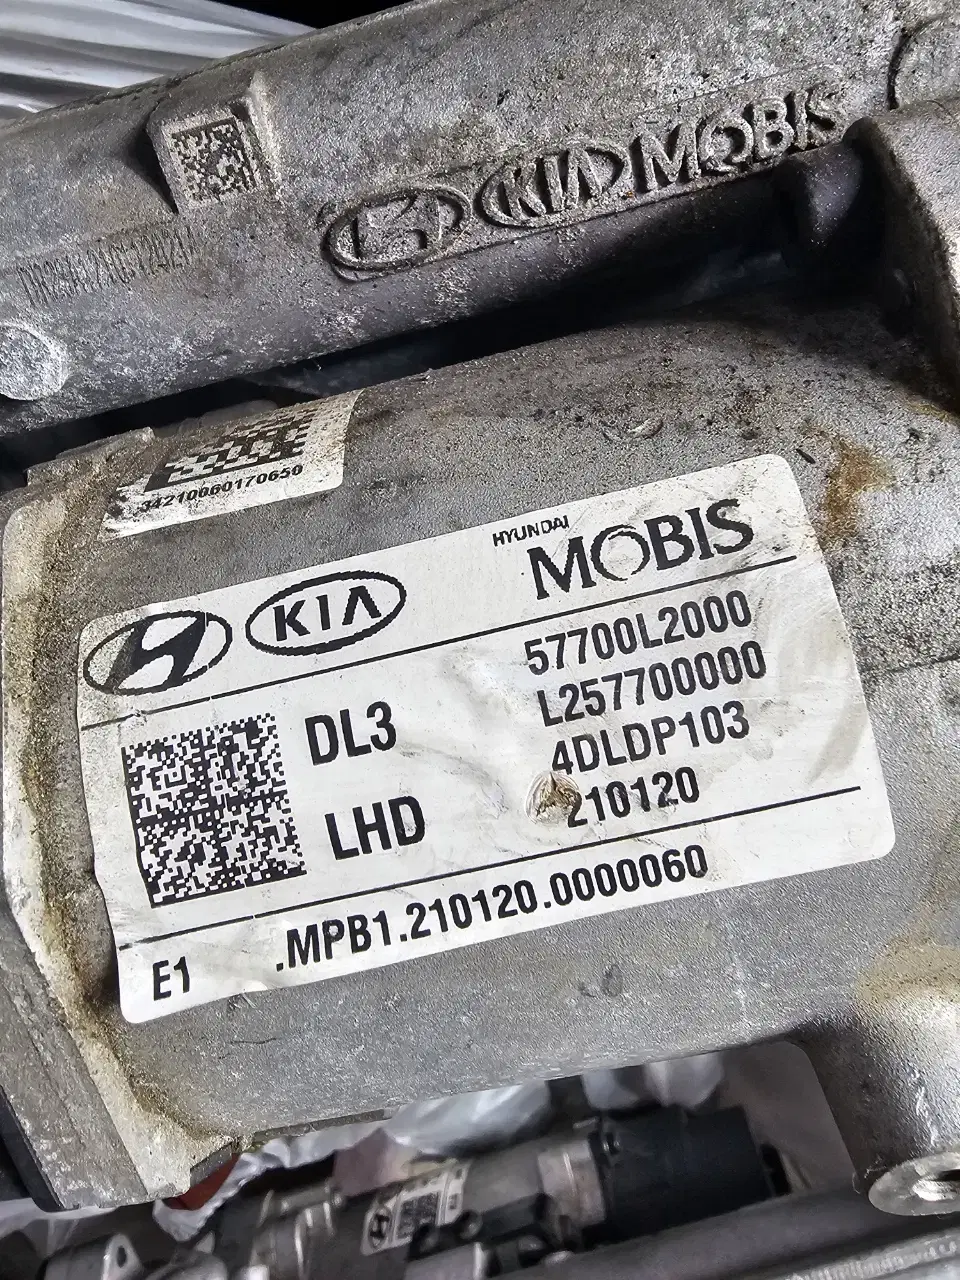 KIA MOBIS
34210060170650
HYUNDAI
MOBIS
KIA
57700L2000
L257700000
DL3
4DLDP103
210120
LHD
E1 .MPB1.210120.0000060